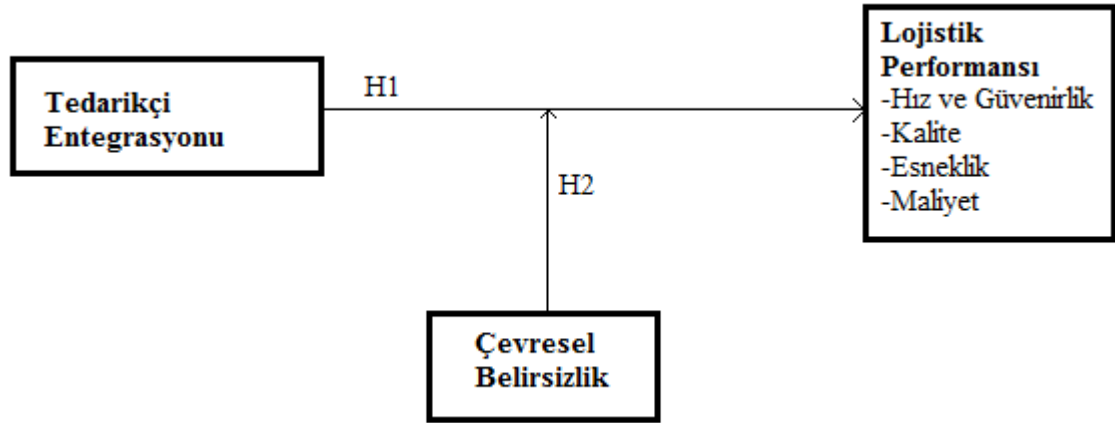 Tedarikçi
Entegrasyonu
H1
Lojistik
Performansı
-Hız ve Güvenirlik
-Kalite
-Esneklik
-Maliyet
H2
Çevresel
Belirsizlik